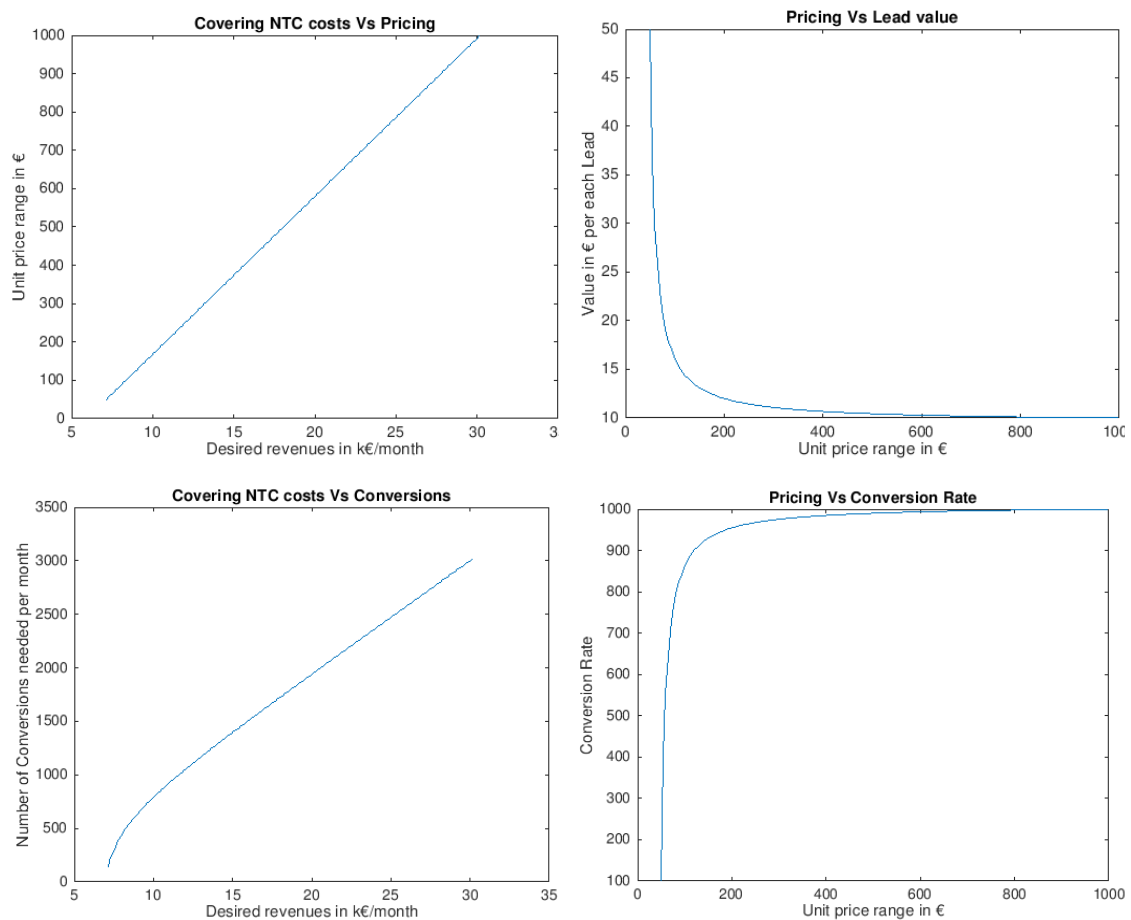 Covering NTC costs Vs Pricing
1000
900
800
700
600
500
400
300
200
100
0
Unit price range in €
5 10 15 20 25 30 3
Desired revenues in k€/month
Pricing Vs Lead value
50
45
40
35
30
25
20
15
10
Value in € per each Lead
0 200 400 600 800 1000
Unit price range in €
Covering NTC costs Vs Conversions
3500
3000
2500
2000
1500
1000
500
0
Number of Conversions needed per month
5 10 15 20 25 30 35
Desired revenues in k€/month
Pricing Vs Conversion Rate
1000
900
800
700
600
500
400
300
200
100
Conversion Rate
0 200 400 600 800 1000
Unit price range in €